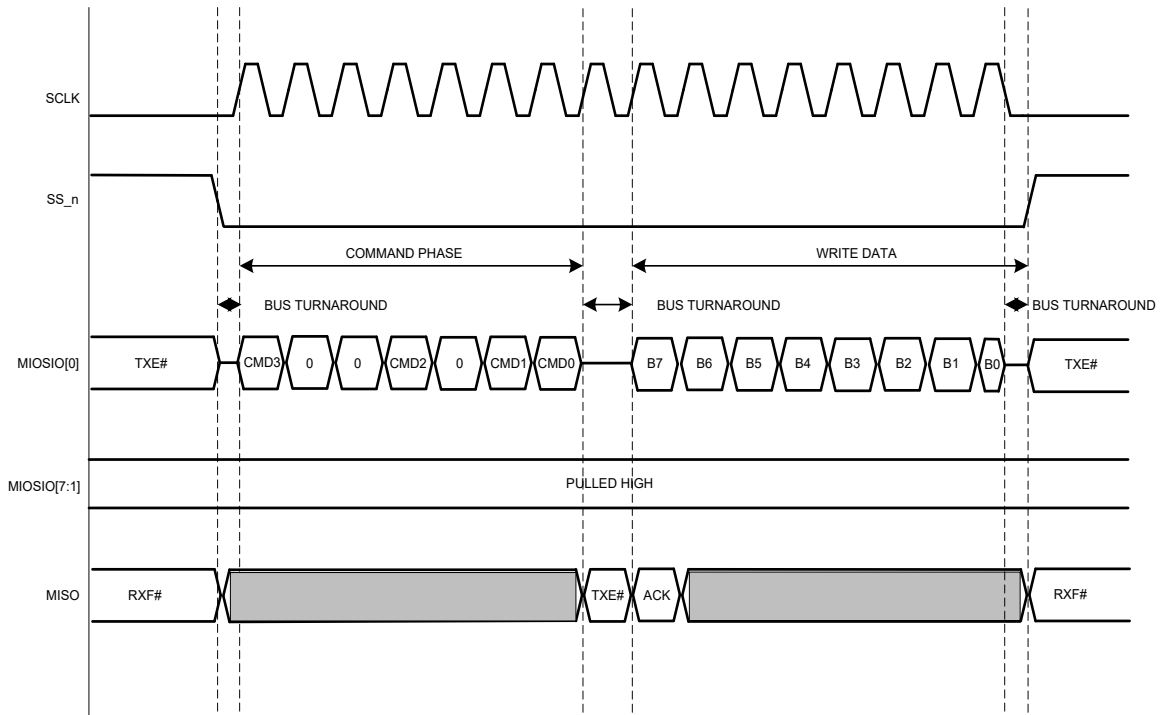 SCLK
SS_n
COMMAND PHASE WRITE DATA
BUS TURNAROUND BUS TURNAROUND BUS TURNAROUND
MIOSIO[0] TXE# CMD3 0 0 CMD2 0 CMD1 CMD0 B7 B6 B5 B4 B3 B2 B1 B0 TXE#
MIOSIO[7:1] PULLED HIGH
MISO RXF# TXE# ACK RXF#